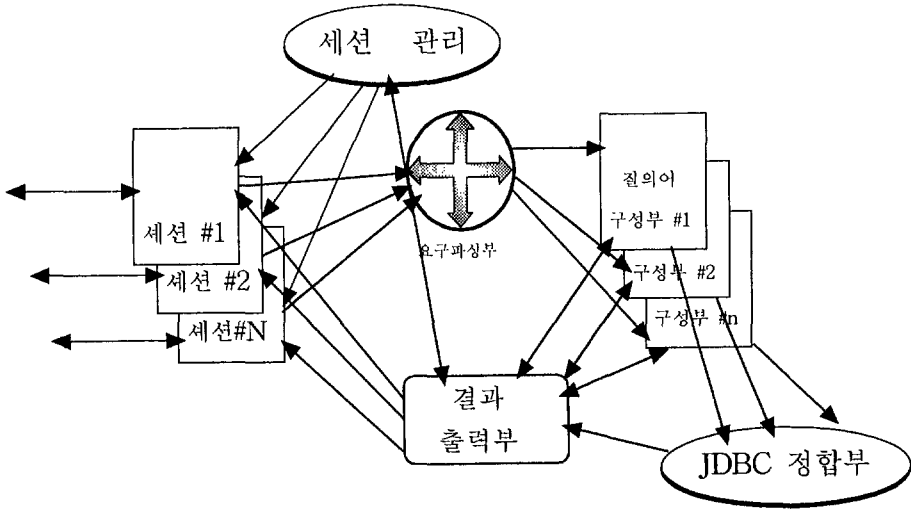 세션 관리
세션 #1
세션 #2
세션#N
요구파싱부
질의어
구성부 #1
구성부 #2
구성부 #n
결과
출력부
JDBC 정합부